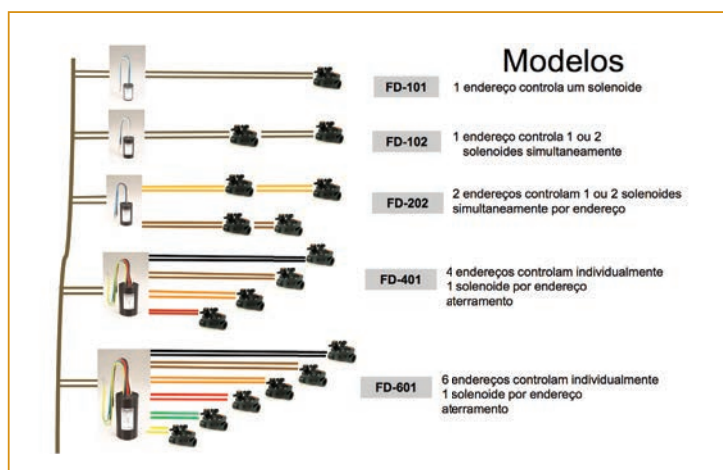 Modelos
FD-101
1 endereço controla um solenoide
FD-102
1 endereço controla 1 ou 2
solenoides simultaneamente
FD-202
2 endereços controlam 1 ou 2 solenoides
simultaneamente por endereço
FD-401
4 endereços controlam individualmente
1 solenoide por endereço
aterramento
FD-601
6 endereços controlam individualmente
1 solenoide por endereço
aterramento